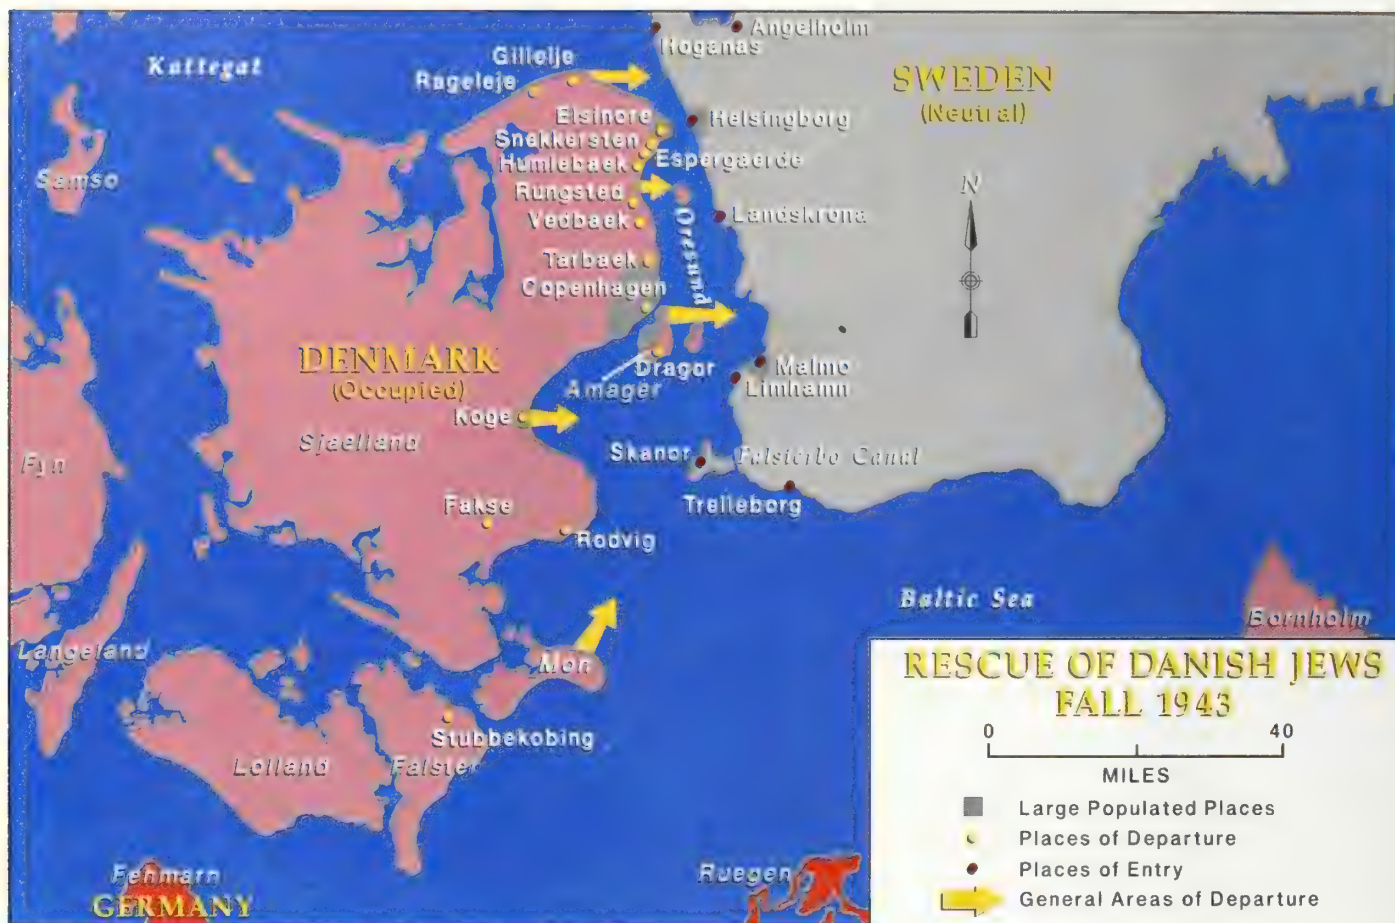 Angelholm
Hoganas
Kattegat
Gilleije
Rageleje
SWEDEN
(Neutral)
Elsinore
Helsingborg
Snekkersten
Espergaerde
Humlebaek
Samso
Rungsted
N
Landskrona
Vedbaek
Oresund
Tarbaek
Copenhagen
DENMARK
(Occupied)
Dragor
Malmo
Amager
Limhamn
Koge
Sjaelland
Fyn
Skanor
Falsterbo Canal
Fakse
Trelleborg
Rodvig
Baltic Sea
Bornholm
Langeland
Mon
Stubbekobing
Lolland
Falster
Fehmarn
GERMANY
Ruegen
RESCUE OF DANISH JEWS
FALL 1943
0 40
MILES
Large Populated Places
Places of Departure
Places of Entry
General Areas of Departure